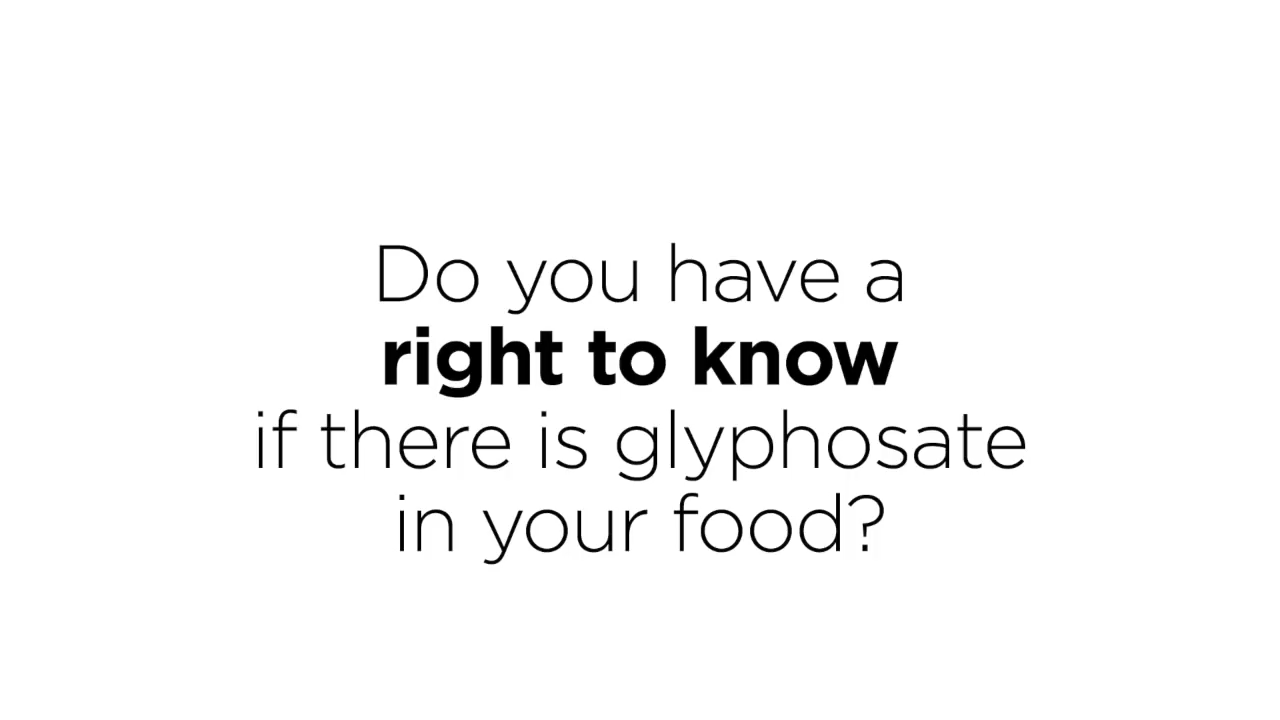 Do you have a
right to know
if there is glyphosate
in your food?